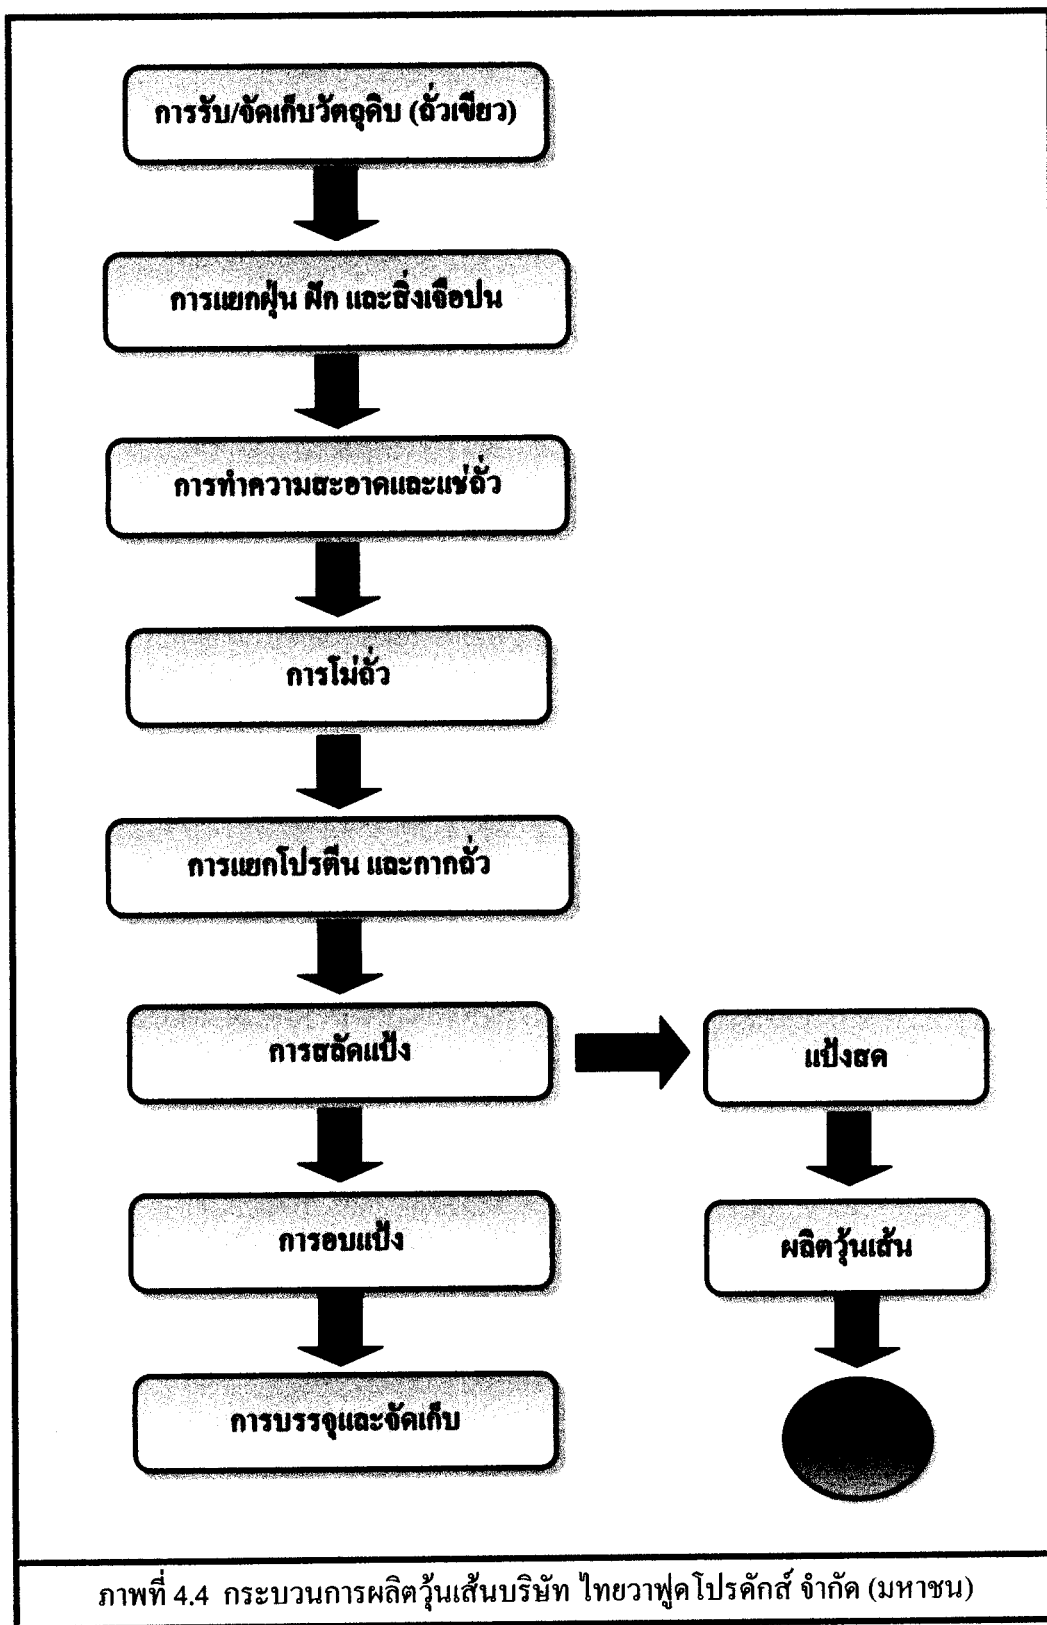 การรับ/จัดเก็บวัตถุดิบ (ถั่วเขียว)
การแยกฝุ่น ฝัก และสิ่งเจือปน
การทำความสะอาดและแช่ถั่ว
การโม่ถั่ว
การแยกโปรตีน และกากถั่ว
การสลัดแป้ง
แป้งสด
การอบแป้ง
ผลิตวุ้นเส้น
การบรรจุและจัดเก็บ
ภาพที่ 4.4 กระบวนการผลิตวุ้นเส้นบริษัท ไทยวาฟูดโปรดักส์ จำกัด (มหาชน)